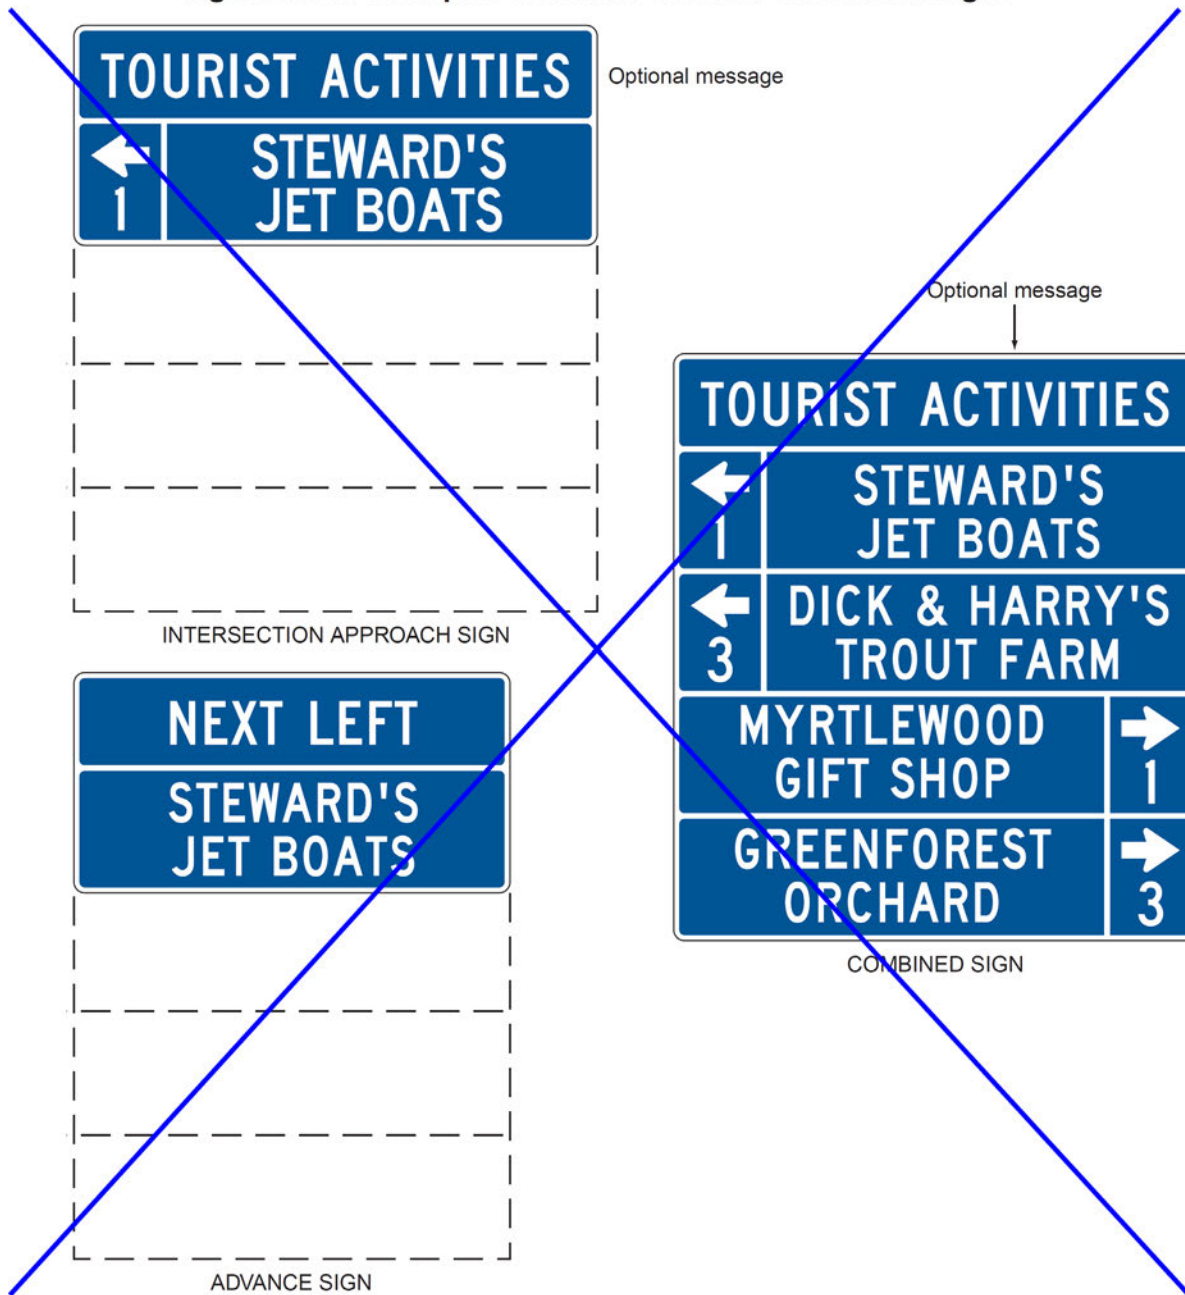 TOURIST ACTIVITIES
Optional message
1
STEWARD'S
JET BOATS
INTERSECTION APPROACH SIGN
NEXT LEFT
STEWARD'S
JET BOATS
ADVANCE SIGN
Optional message
TOURIST ACTIVITIES
1
STEWARD'S
JET BOATS
3
DICK & HARRY'S
TROUT FARM
MYRTLEWOOD
GIFT SHOP
1
GREENFOREST
ORCHARD
3
COMBINED SIGN